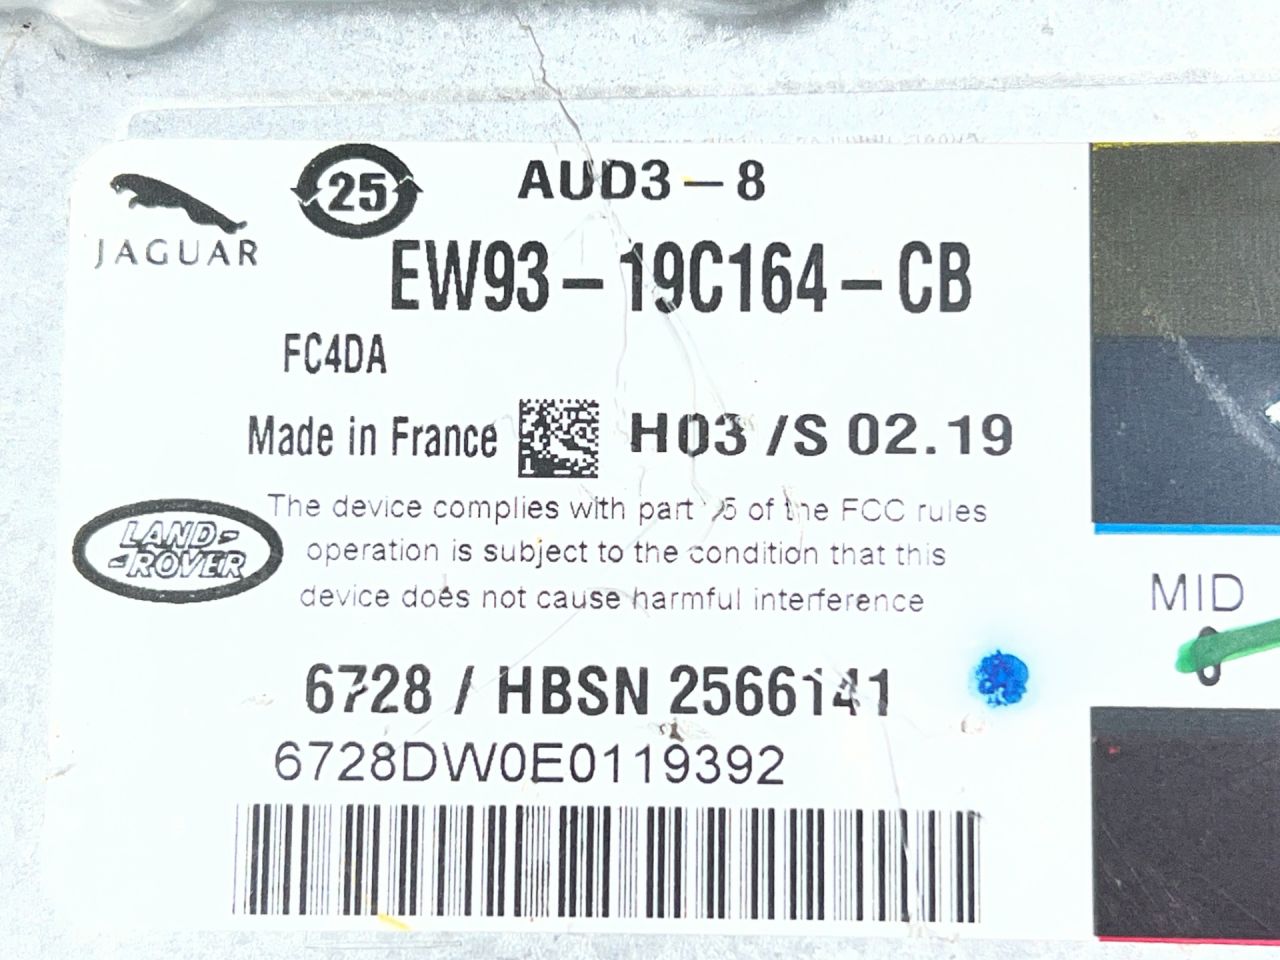 JAGUAR
25
AUD3-8
EW93-19C164-CB
FC4DA
Made in France
H03 /S 02.19
LAND-
-ROVER
The device complies with part 5 of the FCC rules
operation is subject to the condition that this
device does not cause harmful interference
6728 / HBSN 2566141
6728DW0E0119392
MID